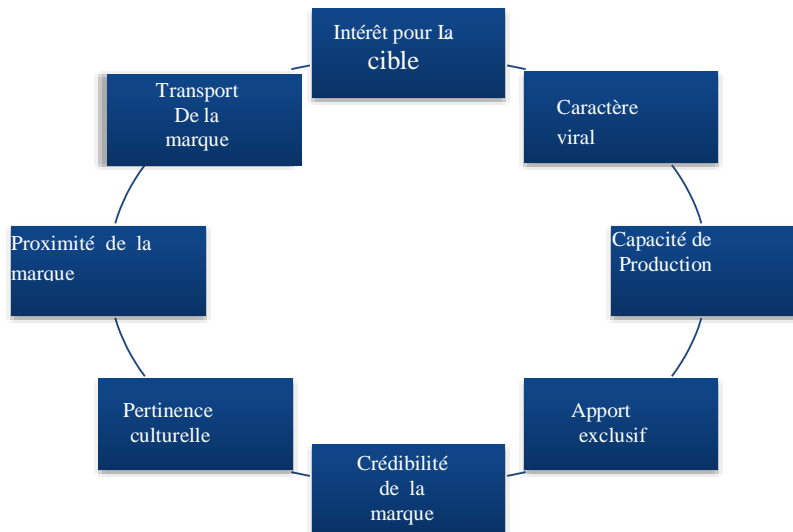 Intérêt pour la
cible
Caractère
viral
Capacité de
Production
Apport
exclusif
Crédibilité
de la
marque
Pertinence
culturelle
Proximité de la
marque
Transport
De la
marque